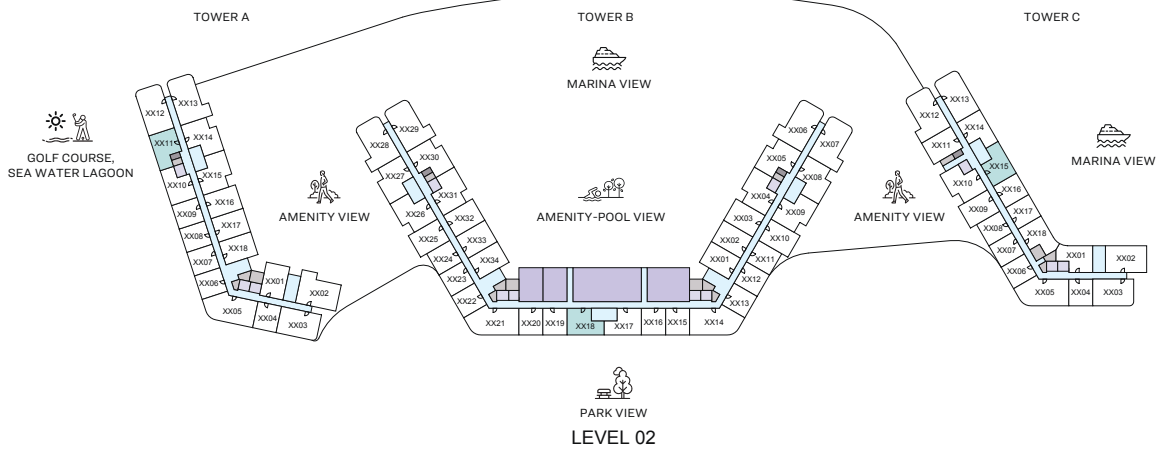 TOWER A
TOWER B
TOWER C
MARINA VIEW
GOLF COURSE,
SEA WATER LAGOON
AMENITY VIEW
AMENITY-POOL VIEW
AMENITY VIEW
MARINA VIEW
XX12
XX13
XX11
XX14
XX10
XX15
XX09
XX16
XX08
XX17
XX07
XX18
XX06
XX01
XX02
XX05
XX04
XX03
XX29
XX28
XX30
XX27
XX31
XX26
XX32
XX25
XX33
XX24
XX34
XX23
XX22
XX21
XX20
XX19
XX18
XX17
XX16
XX15
XX14
XX06
XX07
XX05
XX08
XX04
XX09
XX03
XX10
XX02
XX11
XX01
XX12
XX13
XX13
XX12
XX14
XX11
XX15
XX10
XX16
XX09
XX17
XX08
XX18
XX07
XX01
XX02
XX06
XX05
XX04
XX03
PARK VIEW
LEVEL 02